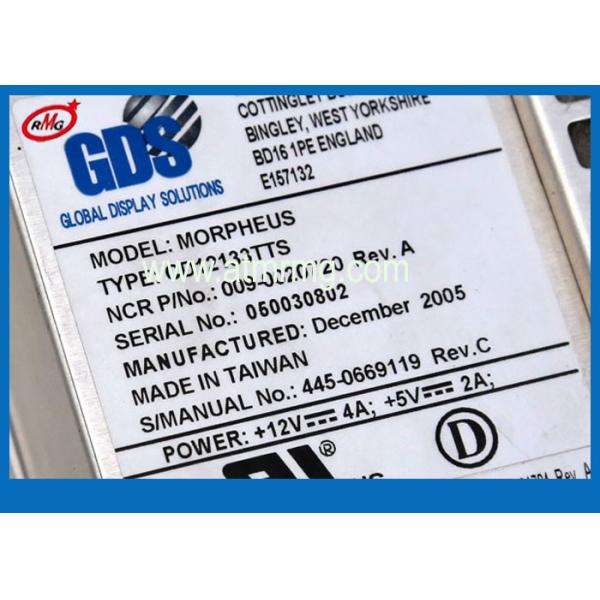 RMG
GDS
GLOBAL DISPLAY SOLUTIONS
COTTINGLEY
BINGLEY, WEST YORKSHIRE
BD16 1PE ENGLAND
E157132
MODEL: MORPHEUS
TYPE:
www.atmrmg.com
NCR P/No.: Rev.A
SERIAL No.: 050030802
MANUFACTURED: December 2005
MADE IN TAIWAN
S/MANUAL No.: 445-0669119 Rev.C
POWER: +12V⎓ 4A; +5V⎓ 2A;
D
®
Rev